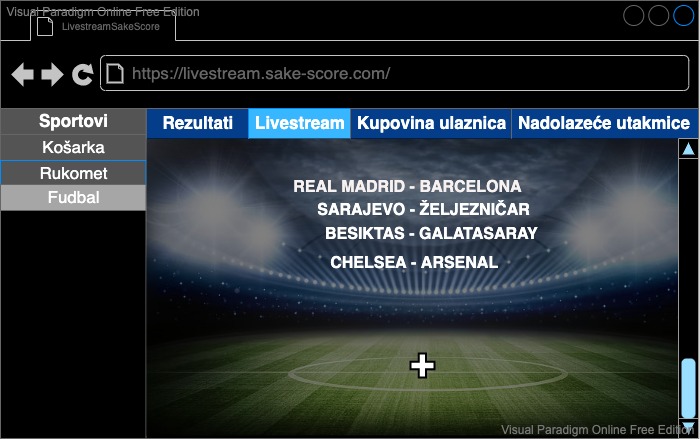 Visual Paradigm Online Free Edition
LivestreamSakeScore
https://livestream.sake-score.com/
Sportovi
Rezultati
Livestream
Kupovina ulaznica
Nadolazeće utakmice
Košarka
Rukomet
Fudbal
REAL MADRID - BARCELONA
SARAJEVO - ŽELJEZNIČAR
BESIKTAS - GALATASARAY
CHELSEA - ARSENAL
Visual Paradigm Online Free Edition